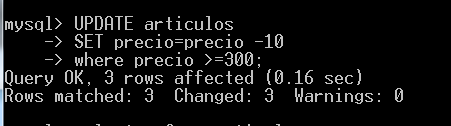 mysql> UPDATE articulos
-> SET precio=precio -10
-> where precio >=300;
Query OK, 3 rows affected (0.16 sec)
Rows matched: 3 Changed: 3 Warnings: 0